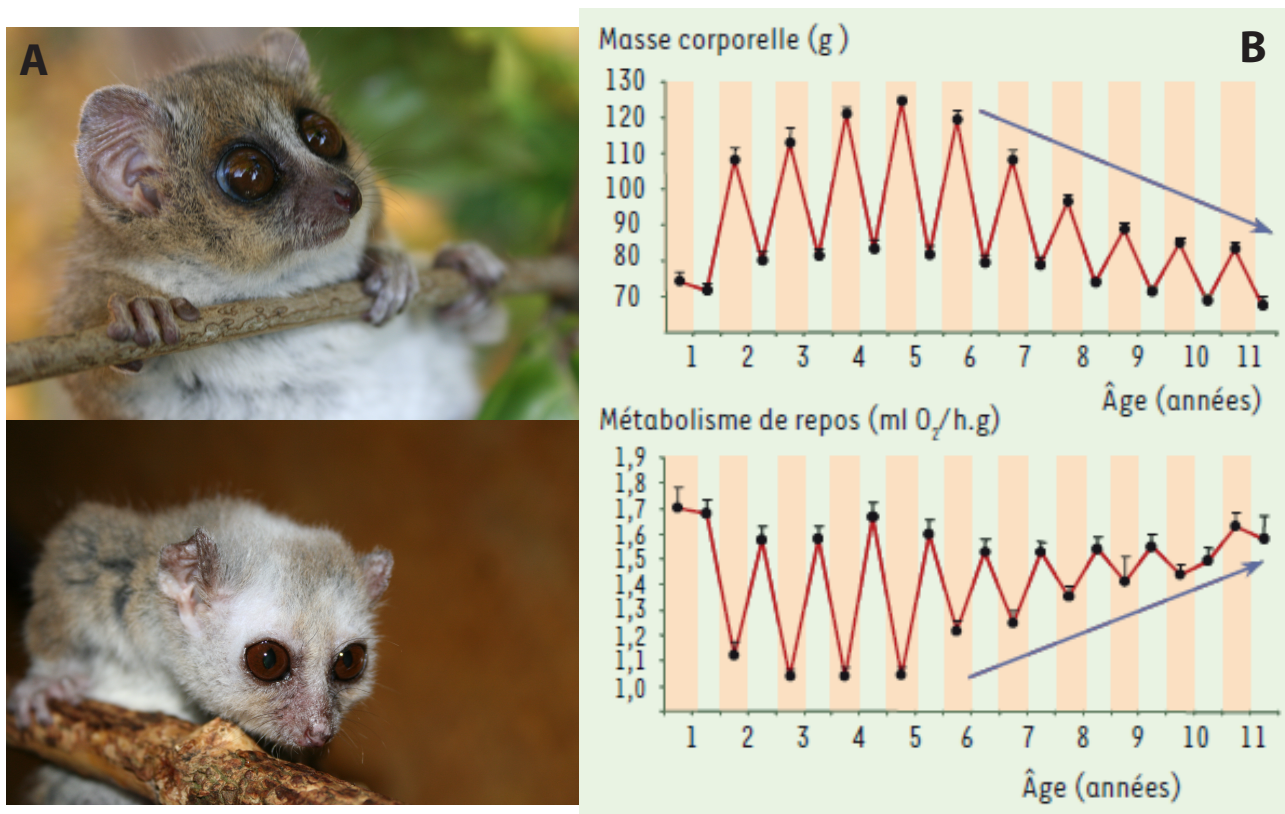 A
B
Masse corporelle (g )
130
120
110
100
90
80
70
1 2 3 4 5 6 7 8 9 10 11
Âge (années)
Métabolisme de repos (ml O₂/h.g)
1,9
1,8
1,7
1,6
1,5
1,4
1,3
1,2
1,1
1,0
1 2 3 4 5 6 7 8 9 10 11
Âge (années)